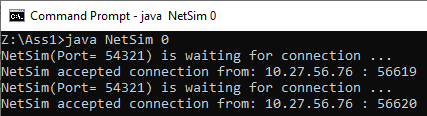 Command Prompt - java  NetSim 0
Z:\Ass1>java NetSim 0
NetSim(Port= 54321) is waiting for connection ...
NetSim accepted connection from: 10.27.56.76 : 56619
NetSim(Port= 54321) is waiting for connection ...
NetSim accepted connection from: 10.27.56.76 : 56620